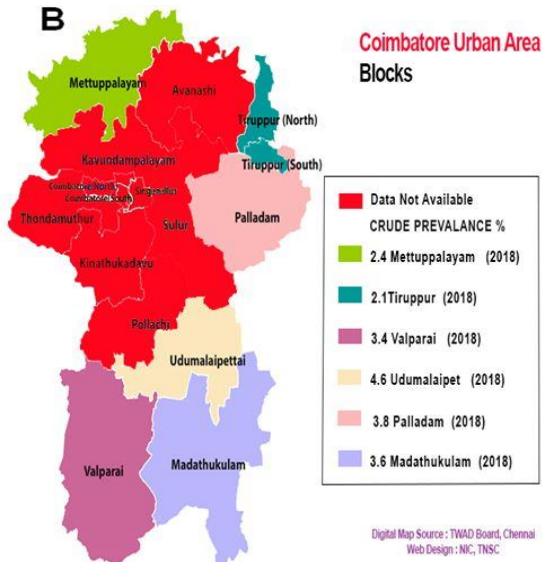 B
Coimbatore Urban Area
Blocks
Mettuppalayam
Avanashi
Tiruppur (North)
Kavundampalayam
Tiruppur (South)
Coimbatore North
Singanallur
Coimbatore South
Thondamuthur
Sulur
Palladam
Kinathukadavu
Pollachi
Udumalaipettai
Valparai
Madathukulam
Data Not Available
CRUDE PREVALANCE %
2.4 Mettuppalayam (2018)
2.1Tiruppur (2018)
3.4 Valparai (2018)
4.6 Udumalaipet (2018)
3.8 Palladam (2018)
3.6 Madathukulam (2018)
Digital Map Source : TWAD Board, Chennai
Web Design : NIC, TNSC